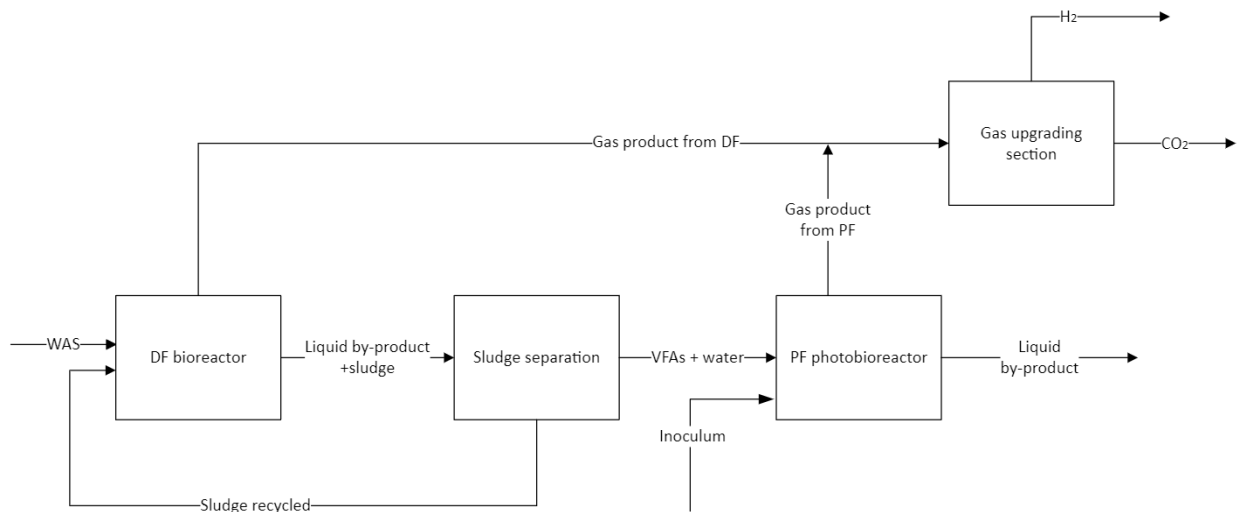 H2
Gas upgrading
section
CO2
Gas product from DF
Gas product
from PF
WAS
DF bioreactor
Liquid by-product
+sludge
Sludge separation
VFAs + water
PF photobioreactor
Liquid
by-product
Inoculum
Sludge recycled